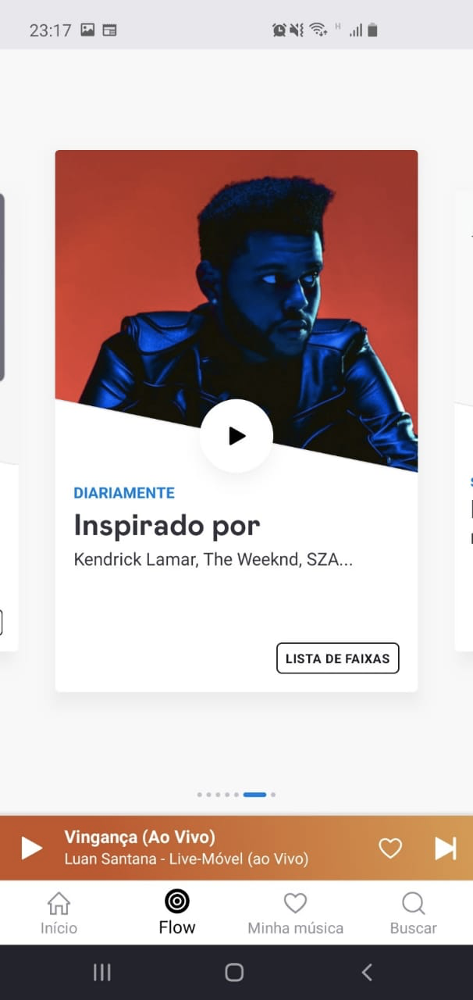 23:17
H
DIARIAMENTE
Inspirado por
Kendrick Lamar, The Weeknd, SZA...
LISTA DE FAIXAS
Vingança (Ao Vivo)
Luan Santana - Live-Móvel (ao Vivo)
Início
Flow
Minha música
Buscar